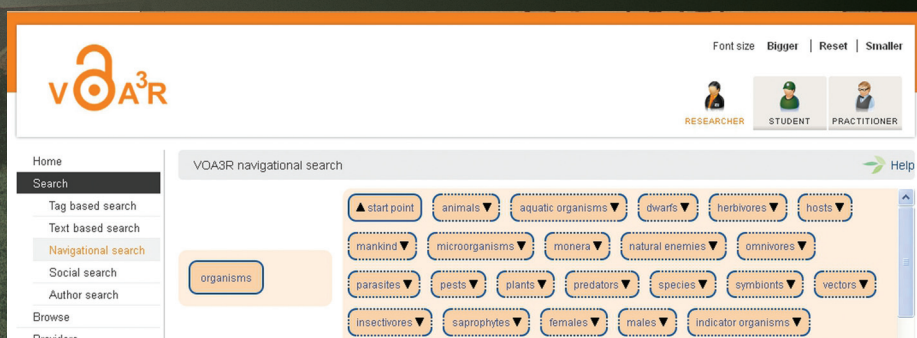 Font size Bigger | Reset | Smaller
VOA³R
RESEARCHER STUDENT PRACTITIONER
Home
Search
Tag based search
Text based search
Navigational search
Social search
Author search
Browse
Providers
VOA3R navigational search
Help
organisms
▲ start point animals ▼ aquatic organisms ▼ dwarfs ▼ herbivores ▼ hosts ▼
mankind ▼ microorganisms ▼ monera ▼ natural enemies ▼ omnivores ▼
parasites ▼ pests ▼ plants ▼ predators ▼ species ▼ symbionts ▼ vectors ▼
insectivores ▼ saprophytes ▼ females ▼ males ▼ indicator organisms ▼